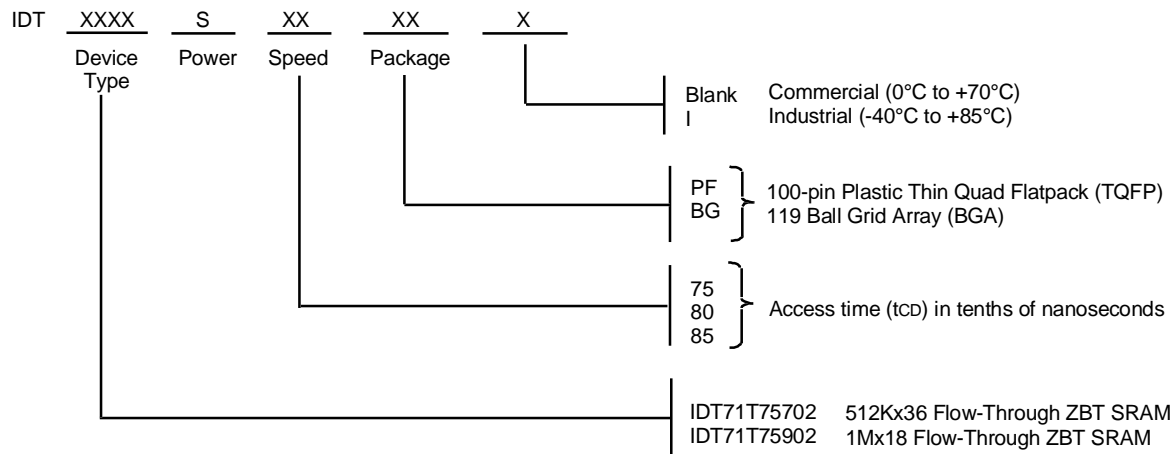 IDT XXXX S XX XX X
Device Type Power Speed Package
Blank Commercial (0°C to +70°C)
I Industrial (-40°C to +85°C)
PF 100-pin Plastic Thin Quad Flatpack (TQFP)
BG 119 Ball Grid Array (BGA)
75
80 Access time (tCD) in tenths of nanoseconds
85
IDT71T75702 512Kx36 Flow-Through ZBT SRAM
IDT71T75902 1Mx18 Flow-Through ZBT SRAM